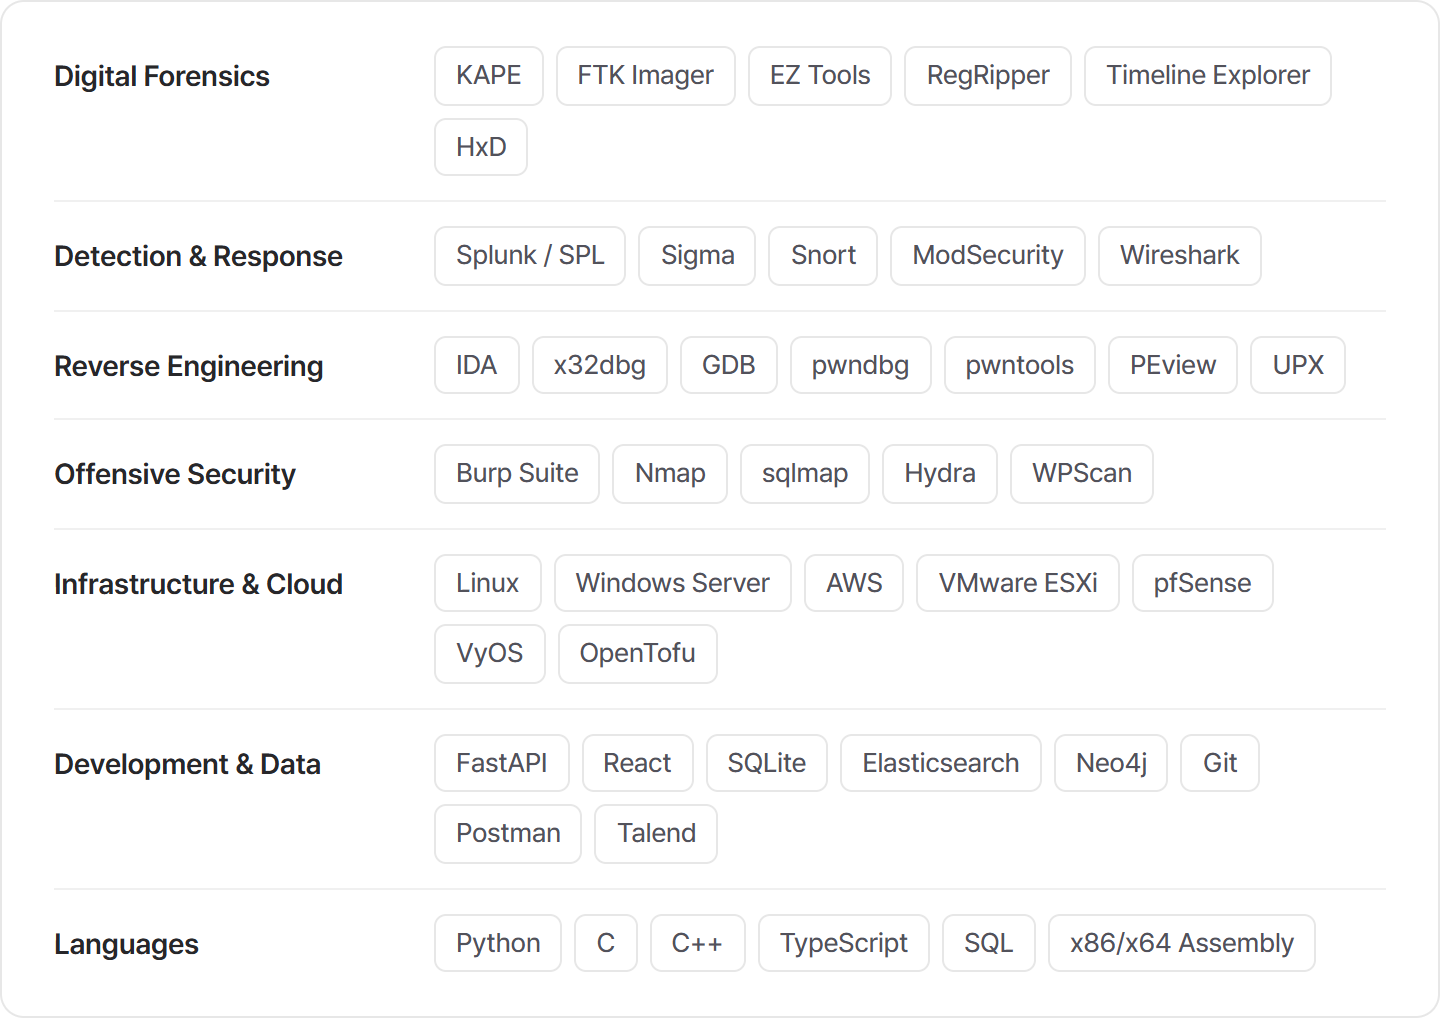 Digital Forensics KAPE FTK Imager EZ Tools RegRipper Timeline Explorer
HxD
Detection & Response Splunk / SPL Sigma Snort ModSecurity Wireshark
Reverse Engineering IDA x32dbg GDB pwndbg pwntools PEview UPX
Offensive Security Burp Suite Nmap sqlmap Hydra WPScan
Infrastructure & Cloud Linux Windows Server AWS VMware ESXi pfSense
VyOS OpenTofu
Development & Data FastAPI React SQLite Elasticsearch Neo4j Git
Postman Talend
Languages Python C C++ TypeScript SQL x86/x64 Assembly